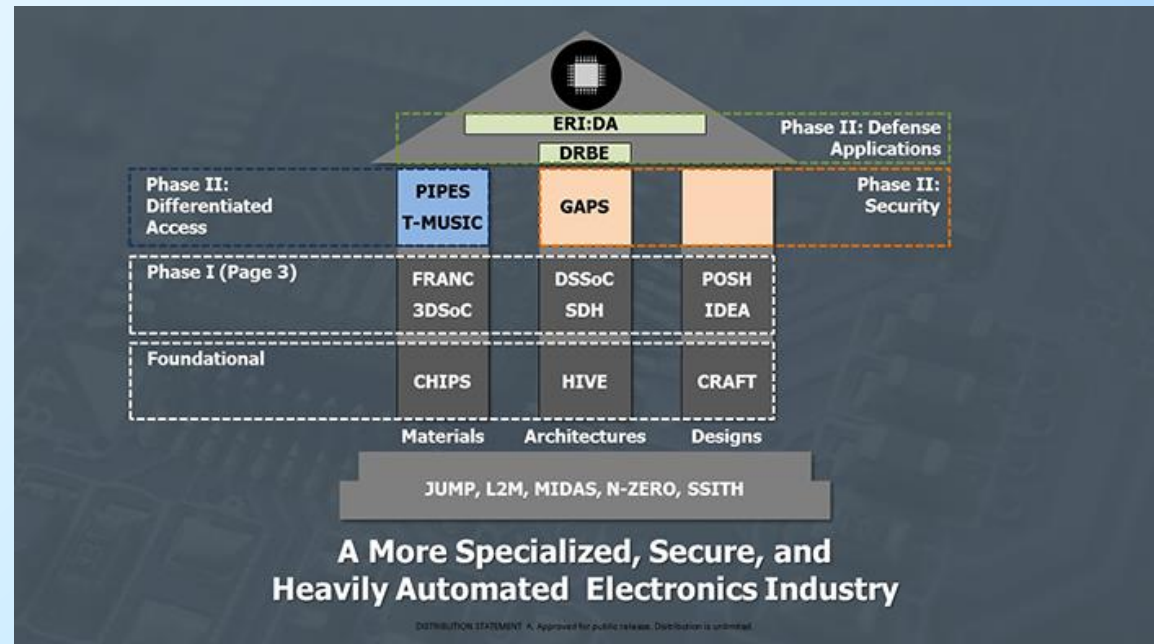 ERI:DA
Phase II: Defense
Applications
DRBE
Phase II:
Differentiated
Access
PIPES
T-MUSIC
GAPS
Phase II:
Security
Phase I (Page 3)
FRANC
3DSoC
DSSoC
SDH
POSH
IDEA
Foundational
CHIPS
HIVE
CRAFT
Materials
Architectures
Designs
JUMP, L2M, MIDAS, N-ZERO, SSITH
A More Specialized, Secure, and
Heavily Automated Electronics Industry
DISTRIBUTION STATEMENT A. Approved for public release. Distribution is unlimited.